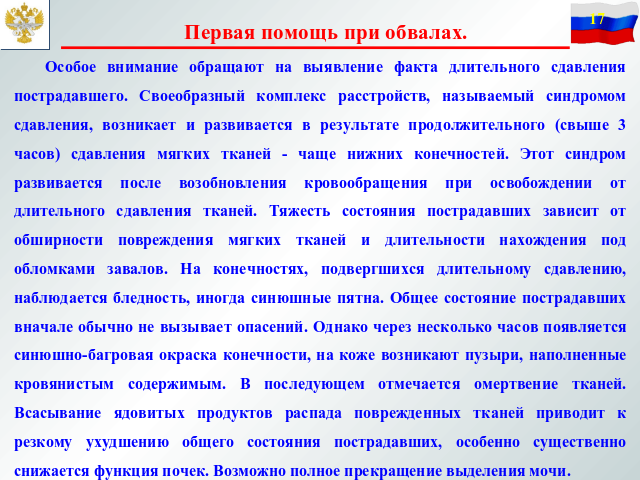 17
Первая помощь при обвалах.
Особое внимание обращают на выявление факта длительного сдавления
пострадавшего. Своеобразный комплекс расстройств, называемый синдромом
сдавления, возникает и развивается в результате продолжительного (свыше 3
часов) сдавления мягких тканей - чаще нижних конечностей. Этот синдром
развивается после возобновления кровообращения при освобождении от
длительного сдавления тканей. Тяжесть состояния пострадавших зависит от
обширности повреждения мягких тканей и длительности нахождения под
обломками завалов. На конечностях, подвергшихся длительному сдавлению,
наблюдается бледность, иногда синюшные пятна. Общее состояние пострадавших
вначале обычно не вызывает опасений. Однако через несколько часов появляется
синюшно-багровая окраска конечности, на коже возникают пузыри, наполненные
кровянистым содержимым. В последующем отмечается омертвение тканей.
Всасывание ядовитых продуктов распада поврежденных тканей приводит к
резкому ухудшению общего состояния пострадавших, особенно существенно
снижается функция почек. Возможно полное прекращение выделения мочи.